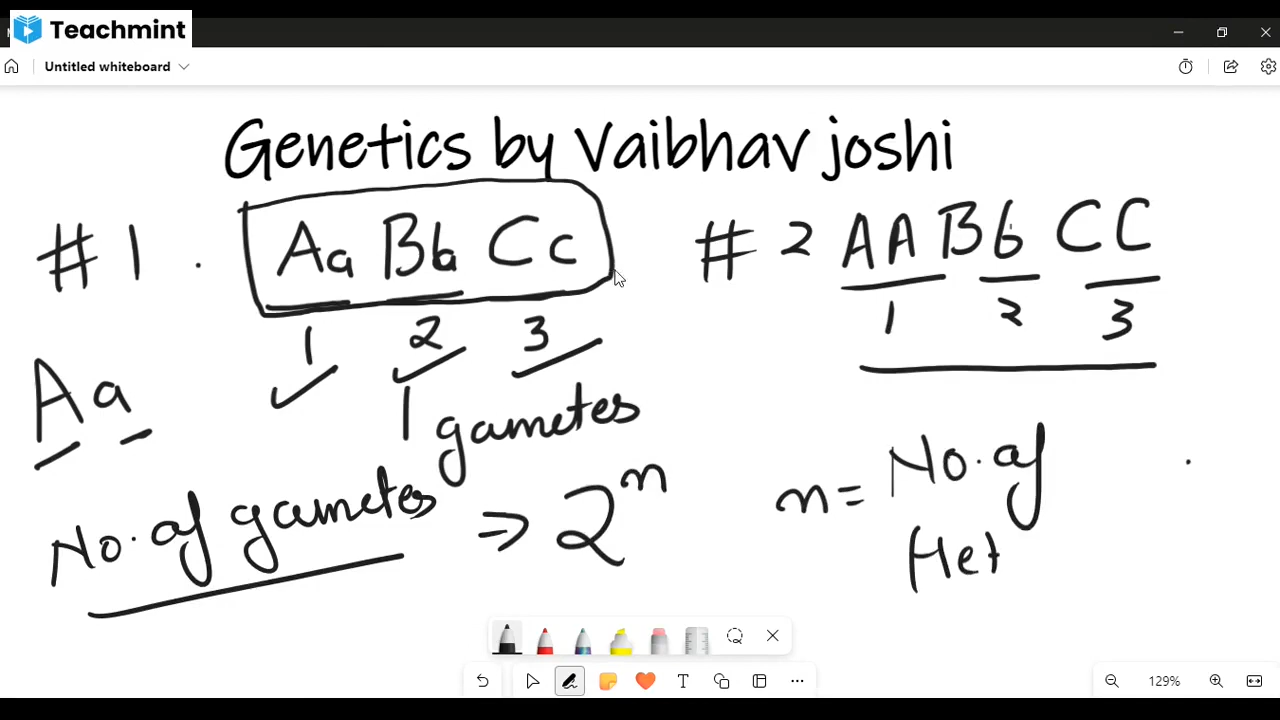 Teachmint
Untitled whiteboard
Genetics by Vaibhav joshi
#1. Aa Bb Cc
1 2 3
#2 AA Bb CC
1 2 3
Aa
1 gametes
No. of gametes => 2^n
n = No. of
Het
129%